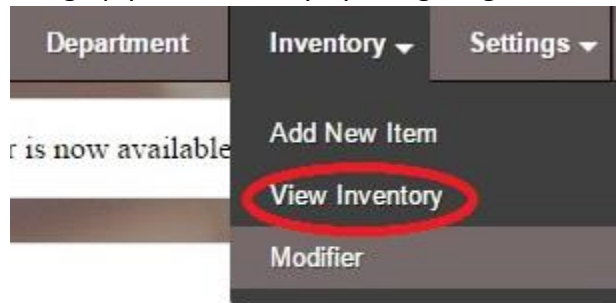 Department Inventory Settings
r is now available
Add New Item
View Inventory
Modifier